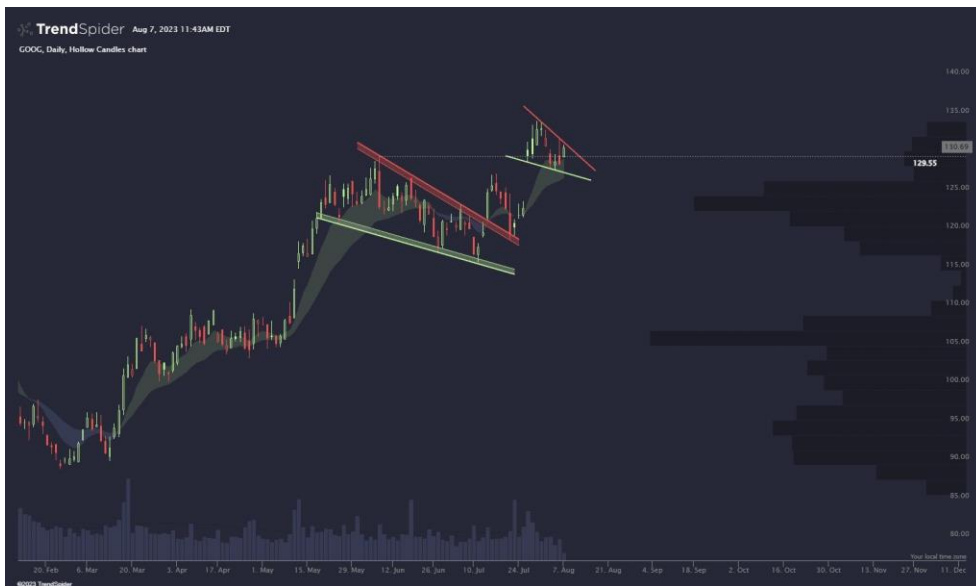 TrendSpider Aug 7, 2023 11:43AM EDT
GOOG, Daily, Hollow Candles chart
140.00
135.00
130.69
129.55
125.00
120.00
115.00
110.00
105.00
100.00
95.00
90.00
85.00
Your local time zone
20. Feb 6. Mar 20. Mar 3. Apr 17. Apr 1. May 15. May 29. May 12. Jun 26. Jun 10. Jul 24. Jul 7. Aug 21. Aug 4. Sep 18. Sep 2. Oct 16. Oct 30. Oct 13. Nov 27. Nov 11. Dec
©2023 TrendSpider